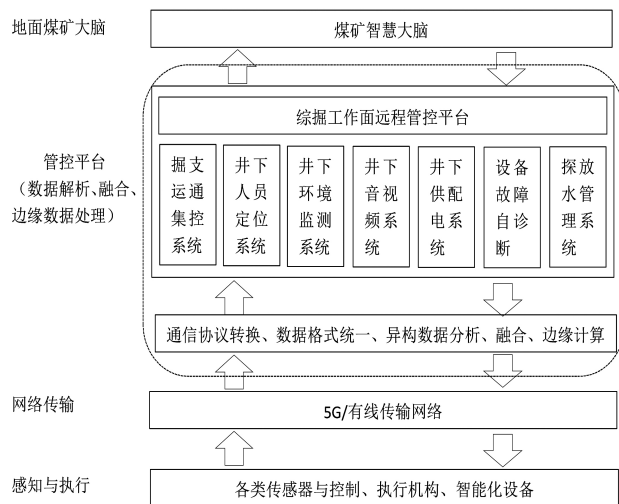 地面煤矿大脑
煤矿智慧大脑
管控平台
（数据解析、融合、
边缘数据处理）
综掘工作面远程管控平台
掘支
运通
集控
系统
井下
人员
定位
系统
井下
环境
监测
系统
井下
音视
频系
统
井下
供配
电系
统
设备
故障
自诊
断
探放
水管
理系
统
通信协议转换、数据格式统一、异构数据分析、融合、边缘计算
网络传输
5G/有线传输网络
感知与执行
各类传感器与控制、执行机构、智能化设备